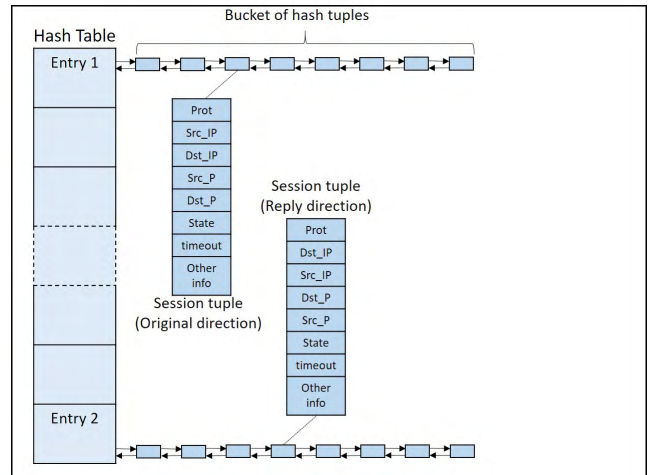 Bucket of hash tuples
Hash Table
Entry 1
Prot
Src_IP
Dst_IP
Src_P
Dst_P
State
timeout
Other
info
Session tuple
(Original direction)
Session tuple
(Reply direction)
Prot
Dst_IP
Src_IP
Dst_P
Src_P
State
timeout
Other
info
Entry 2